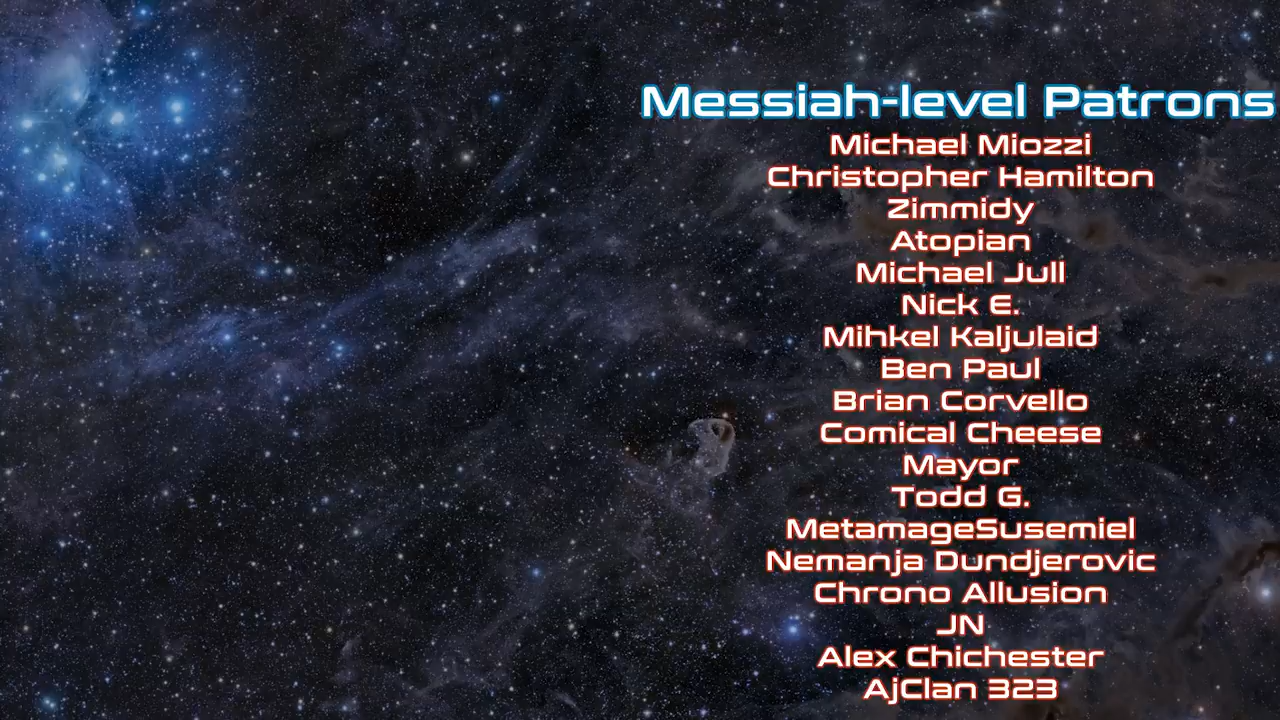 Messiah-level Patrons
Michael Miozzi
Christopher Hamilton
Zimmidy
Atopian
Michael Jull
Nick E.
Mihkel Kaljulaid
Ben Paul
Brian Corvello
Comical Cheese
Mayor
Todd G.
MetamageSusemiel
Nemanja Dundjerovic
Chrono Allusion
JN
Alex Chichester
AjClan 323